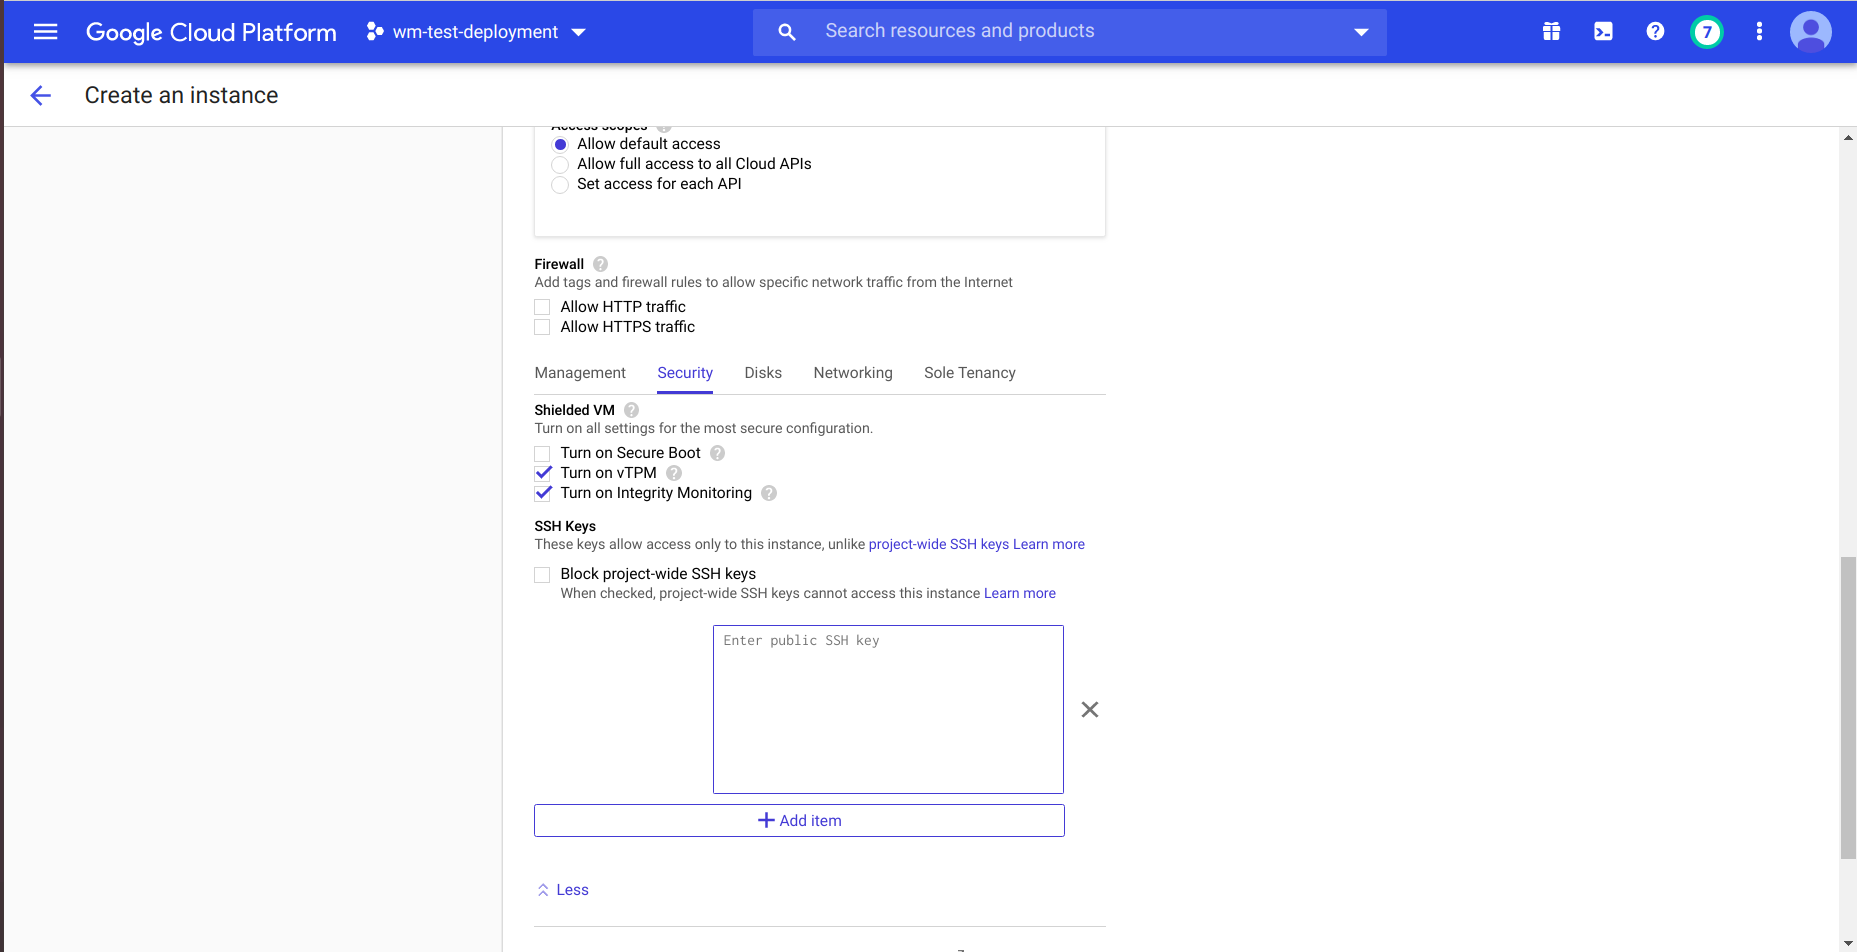 Google Cloud Platform
wm-test-deployment
Search resources and products
7
Create an instance
Access scopes
Allow default access
Allow full access to all Cloud APIs
Set access for each API
Firewall
Add tags and firewall rules to allow specific network traffic from the Internet
Allow HTTP traffic
Allow HTTPS traffic
Management Security Disks Networking Sole Tenancy
Shielded VM
Turn on all settings for the most secure configuration.
Turn on Secure Boot
Turn on vTPM
Turn on Integrity Monitoring
SSH Keys
These keys allow access only to this instance, unlike project-wide SSH keys Learn more
Block project-wide SSH keys
When checked, project-wide SSH keys cannot access this instance Learn more
Enter public SSH key
Add item
Less